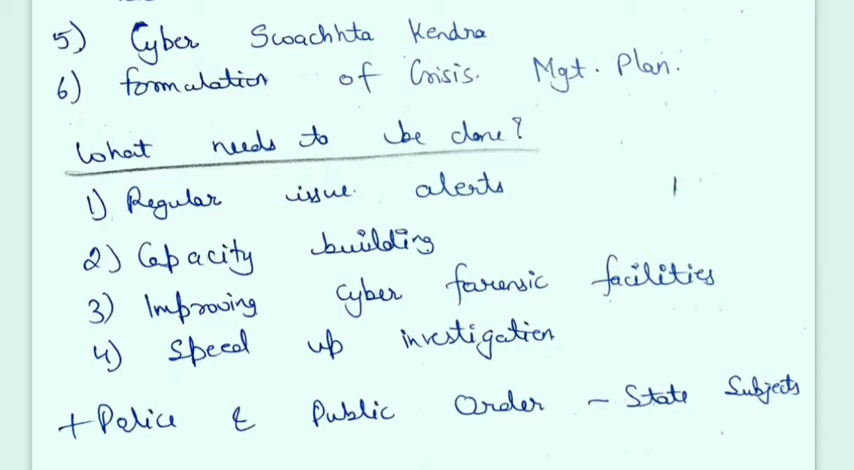 5) Cyber Swachhta Kendra
6) formulation of Crisis. Mgt. Plan.
What needs to be done?
1) Regular issue alerts
2) Capacity building
3) Improving cyber forensic facilities
4) Speed up investigation
+ Police & Public Order - State Subjects